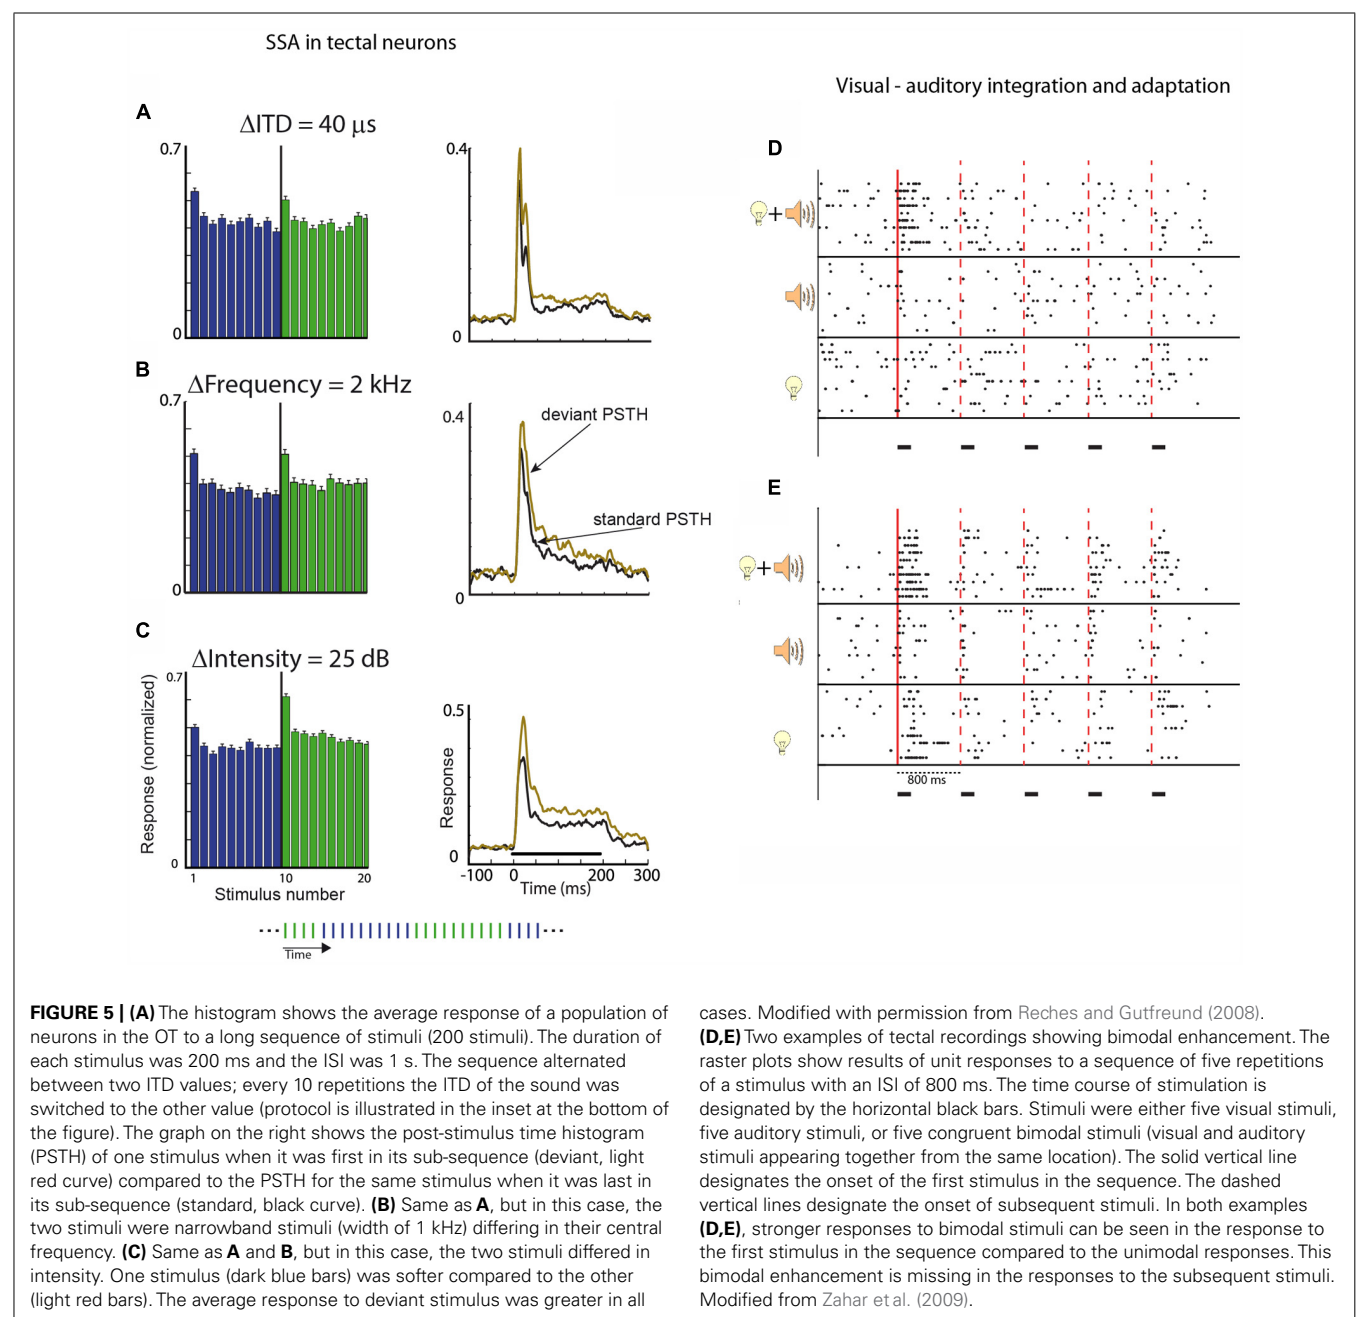 SSA in tectal neurons
Visual - auditory integration and adaptation
A
ΔITD = 40 μs
0.7
0
0.4
0
B
ΔFrequency = 2 kHz
0.7
0
0.4
deviant PSTH
standard PSTH
0
C
ΔIntensity = 25 dB
0.7
Response (normalized)
0
1
10
20
Stimulus number
0.5
Response
0
-100
0
200
300
Time (ms)
Time
D
+
E
+
800 ms
FIGURE 5 | (A) The histogram shows the average response of a population of
neurons in the OT to a long sequence of stimuli (200 stimuli). The duration of
each stimulus was 200 ms and the ISI was 1 s. The sequence alternated
between two ITD values; every 10 repetitions the ITD of the sound was
switched to the other value (protocol is illustrated in the inset at the bottom of
the figure). The graph on the right shows the post-stimulus time histogram
(PSTH) of one stimulus when it was first in its sub-sequence (deviant, light
red curve) compared to the PSTH for the same stimulus when it was last in
its sub-sequence (standard, black curve). (B) Same as A, but in this case, the
two stimuli were narrowband stimuli (width of 1 kHz) differing in their central
frequency. (C) Same as A and B, but in this case, the two stimuli differed in
intensity. One stimulus (dark blue bars) was softer compared to the other
(light red bars). The average response to deviant stimulus was greater in all
cases. Modified with permission from Reches and Gutfreund (2008).
(D,E) Two examples of tectal recordings showing bimodal enhancement. The
raster plots show results of unit responses to a sequence of five repetitions
of a stimulus with an ISI of 800 ms. The time course of stimulation is
designated by the horizontal black bars. Stimuli were either five visual stimuli,
five auditory stimuli, or five congruent bimodal stimuli (visual and auditory
stimuli appearing together from the same location). The solid vertical line
designates the onset of the first stimulus in the sequence. The dashed
vertical lines designate the onset of subsequent stimuli. In both examples
(D,E), stronger responses to bimodal stimuli can be seen in the response to
the first stimulus in the sequence compared to the unimodal responses. This
bimodal enhancement is missing in the responses to the subsequent stimuli.
Modified from Zahar et al. (2009).